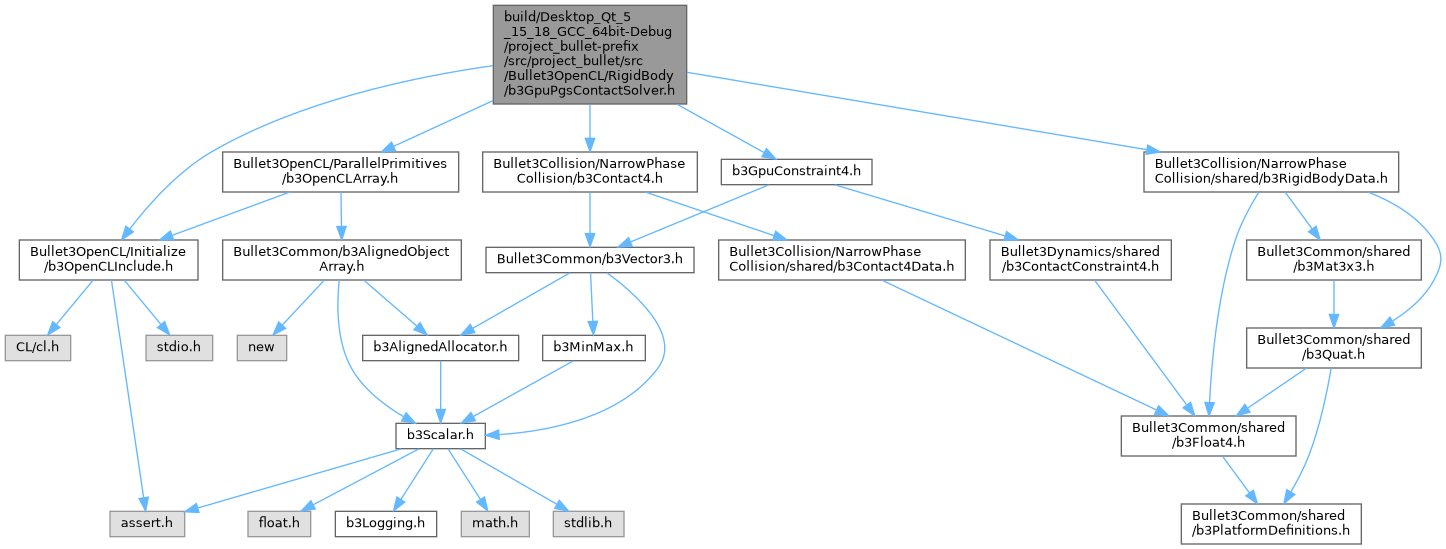 build/Desktop_Qt_5
_15_18_GCC_64bit-Debug
/project_bullet-prefix
/src/project_bullet/src
/Bullet3OpenCL/RigidBody
/b3GpuPgsContactSolver.h
Bullet3OpenCL/ParallelPrimitives
/b3OpenCLArray.h
Bullet3Collision/NarrowPhase
Collision/b3Contact4.h
b3GpuConstraint4.h
Bullet3Collision/NarrowPhase
Collision/shared/b3RigidBodyData.h
Bullet3OpenCL/Initialize
/b3OpenCLInclude.h
Bullet3Common/b3AlignedObject
Array.h
Bullet3Common/b3Vector3.h
Bullet3Collision/NarrowPhase
Collision/shared/b3Contact4Data.h
Bullet3Dynamics/shared
/b3ContactConstraint4.h
Bullet3Common/shared
/b3Mat3x3.h
CL/cl.h
stdio.h
new
b3AlignedAllocator.h
b3MinMax.h
Bullet3Common/shared
/b3Quat.h
b3Scalar.h
Bullet3Common/shared
/b3Float4.h
assert.h
float.h
b3Logging.h
math.h
stdlib.h
Bullet3Common/shared
/b3PlatformDefinitions.h